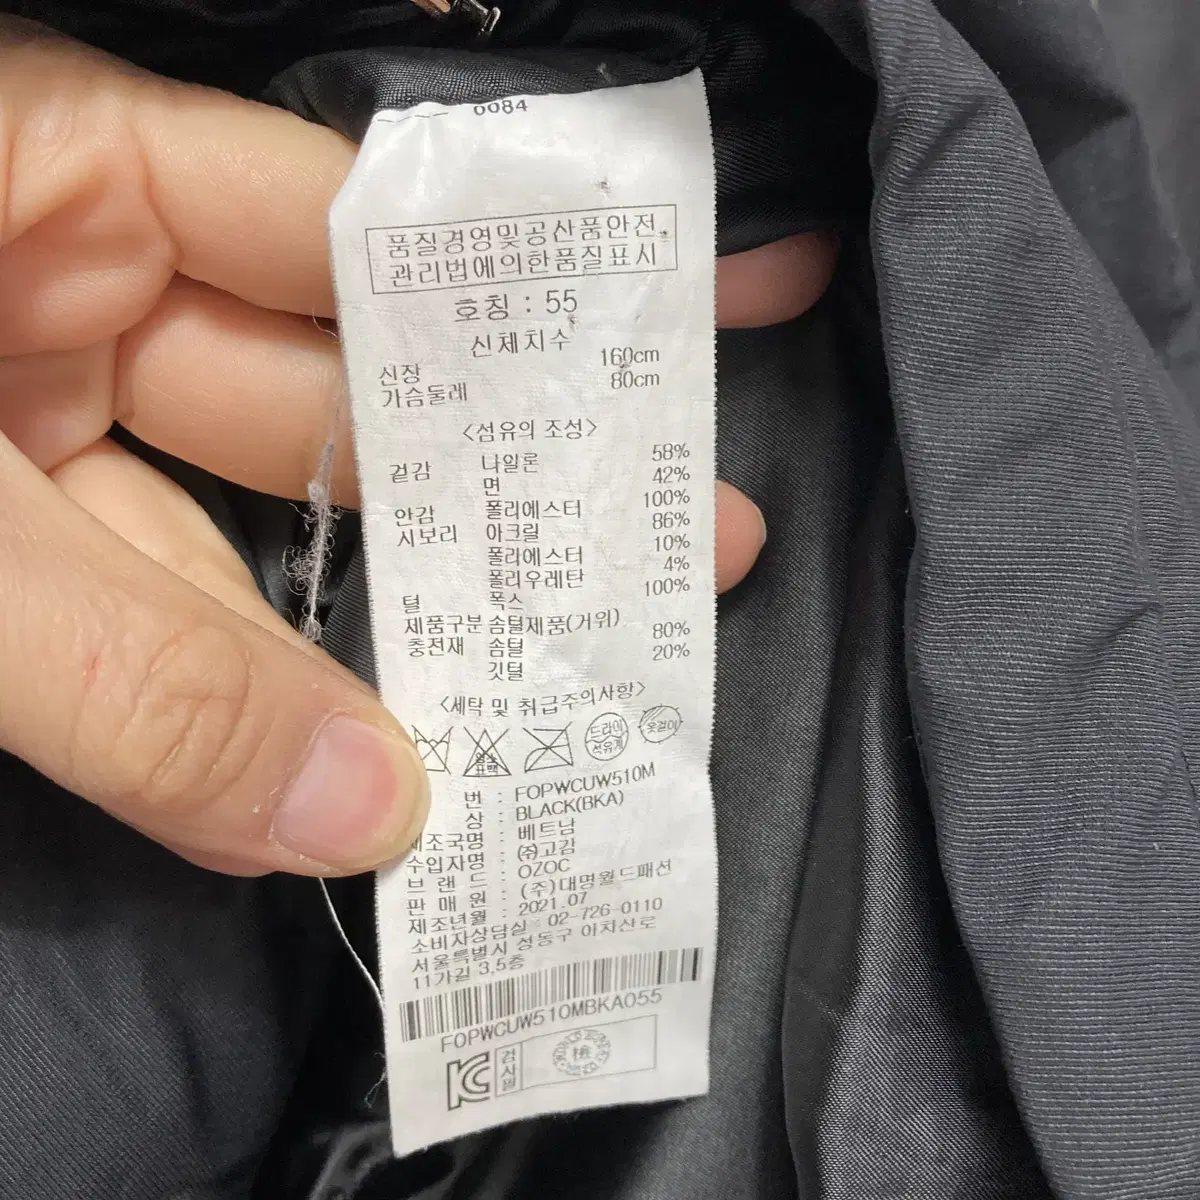 0084
품질경영및공산품안전
관리법에의한품질표시
호칭 : 55
신체치수
신장 160cm
가슴둘레 80cm
<섬유의 조성>
겉감 나일론 58%
면 42%
안감 폴리에스터 100%
시보리 아크릴 86%
폴리에스터 10%
폴리우레탄 4%
털 폭스 100%
제품구분 솜털제품(거위)
충전재 솜털 80%
깃털 20%
<세탁 및 취급주의사항>
염소 표백
드라이 석유계
옷걸이
번 : FOPWCUW510M
상 : BLACK(BKA)
제조국명 : 베트남
수입자명 : ㈜고감
브 랜 드 : OZOC
판 매 원 : (주)대명월드패션
제조년월 : 2021.07
소비자상담실 : 02-726-0110
서울특별시 성동구 아차산로
11가길 3,5층
FOPWCUW510MBKA055
KC
검사필
檢